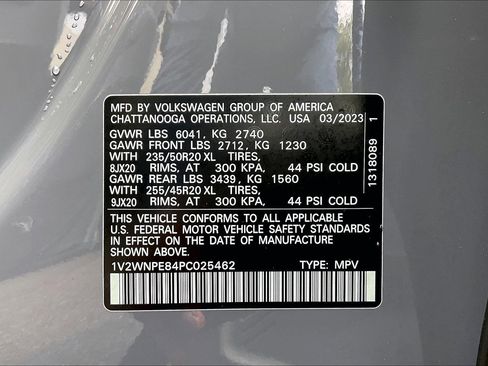 MFD BY VOLKSWAGEN GROUP OF AMERICA
CHATTANOOGA OPERATIONS, LLC. USA 03/2023
GVWR LBS 6041, KG 2740
GAWR FRONT LBS 2712, KG 1230
WITH 235/50R20 XL TIRES,
8JX20 RIMS, AT 300 KPA, 44 PSI COLD
GAWR REAR LBS 3439, KG 1560
WITH 255/45R20 XL TIRES,
9JX20 RIMS, AT 300 KPA, 44 PSI COLD
THIS VEHICLE CONFORMS TO ALL APPLICABLE
U.S. FEDERAL MOTOR VEHICLE SAFETY STANDARDS
IN EFFECT ON THE DATE OF MANUFACTURE
SHOWN ABOVE.
1V2WNPE84PC025462 TYPE: MPV
1318089 1